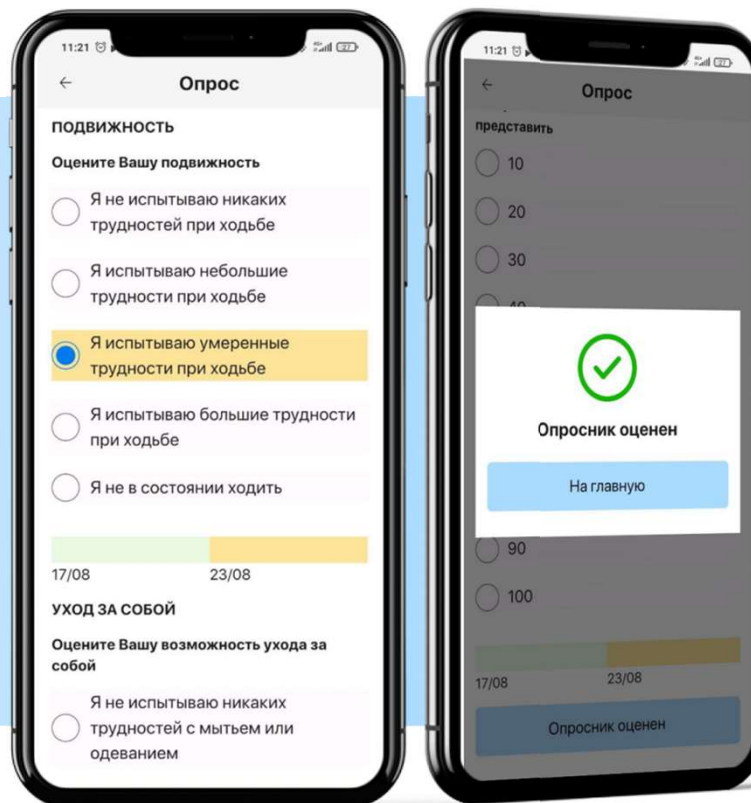 11:21
27
Опрос
ПОДВИЖНОСТЬ
Оцените Вашу подвижность
Я не испытываю никаких
трудностей при ходьбе
Я испытываю небольшие
трудности при ходьбе
Я испытываю умеренные
трудности при ходьбе
Я испытываю большие трудности
при ходьбе
Я не в состоянии ходить
17/08 23/08
УХОД ЗА СОБОЙ
Оцените Вашу возможность ухода за
собой
Я не испытываю никаких
трудностей с мытьем или
одеванием
11:21
27
Опрос
представить
10
20
30
40
Опросник оценен
На главную
90
100
17/08 23/08
Опросник оценен